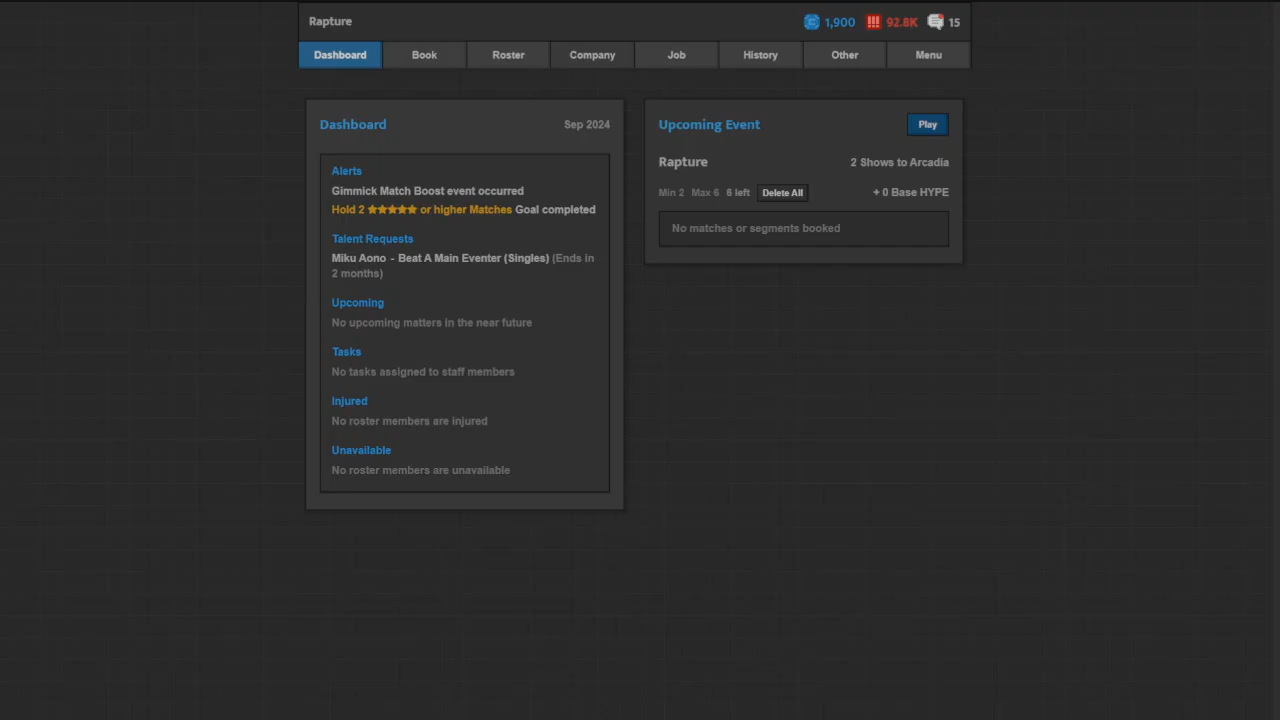 Rapture
1,900 92.8K 15
Dashboard Book Roster Company Job History Other Menu
Dashboard Sep 2024
Alerts
Gimmick Match Boost event occurred
Hold 2 ★★★★★ or higher Matches Goal completed
Talent Requests
Miku Aono - Beat A Main Eventer (Singles) (Ends in
2 months)
Upcoming
No upcoming matters in the near future
Tasks
No tasks assigned to staff members
Injured
No roster members are injured
Unavailable
No roster members are unavailable
Upcoming Event Play
Rapture 2 Shows to Arcadia
Min 2 Max 6 6 left Delete All + 0 Base HYPE
No matches or segments booked